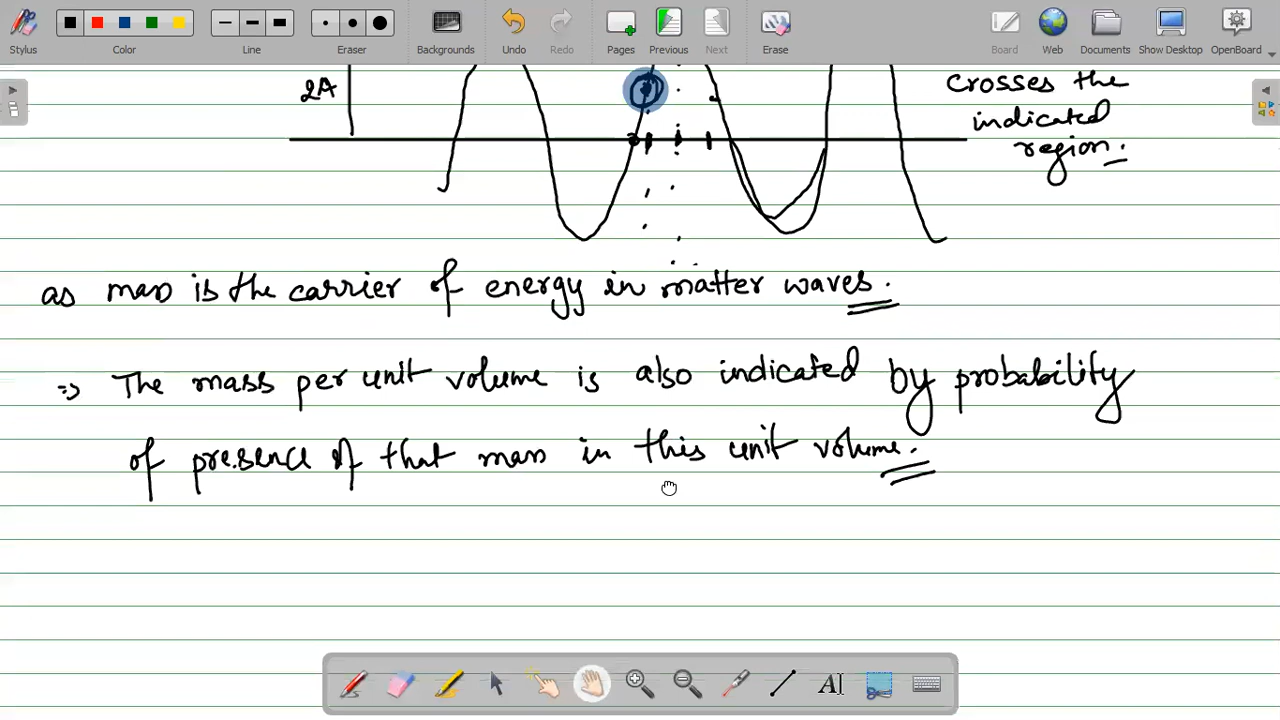 Stylus
Color
Line
Eraser
Backgrounds
Undo
Redo
Pages
Previous
Next
Erase
Board
Web
Documents
Show Desktop
OpenBoard
2A
crosses the
indicated
region.
as mass is the carrier of energy in matter waves.
⇒ The mass per unit volume is also indicated by probability
of presence of that mass in this unit volume.